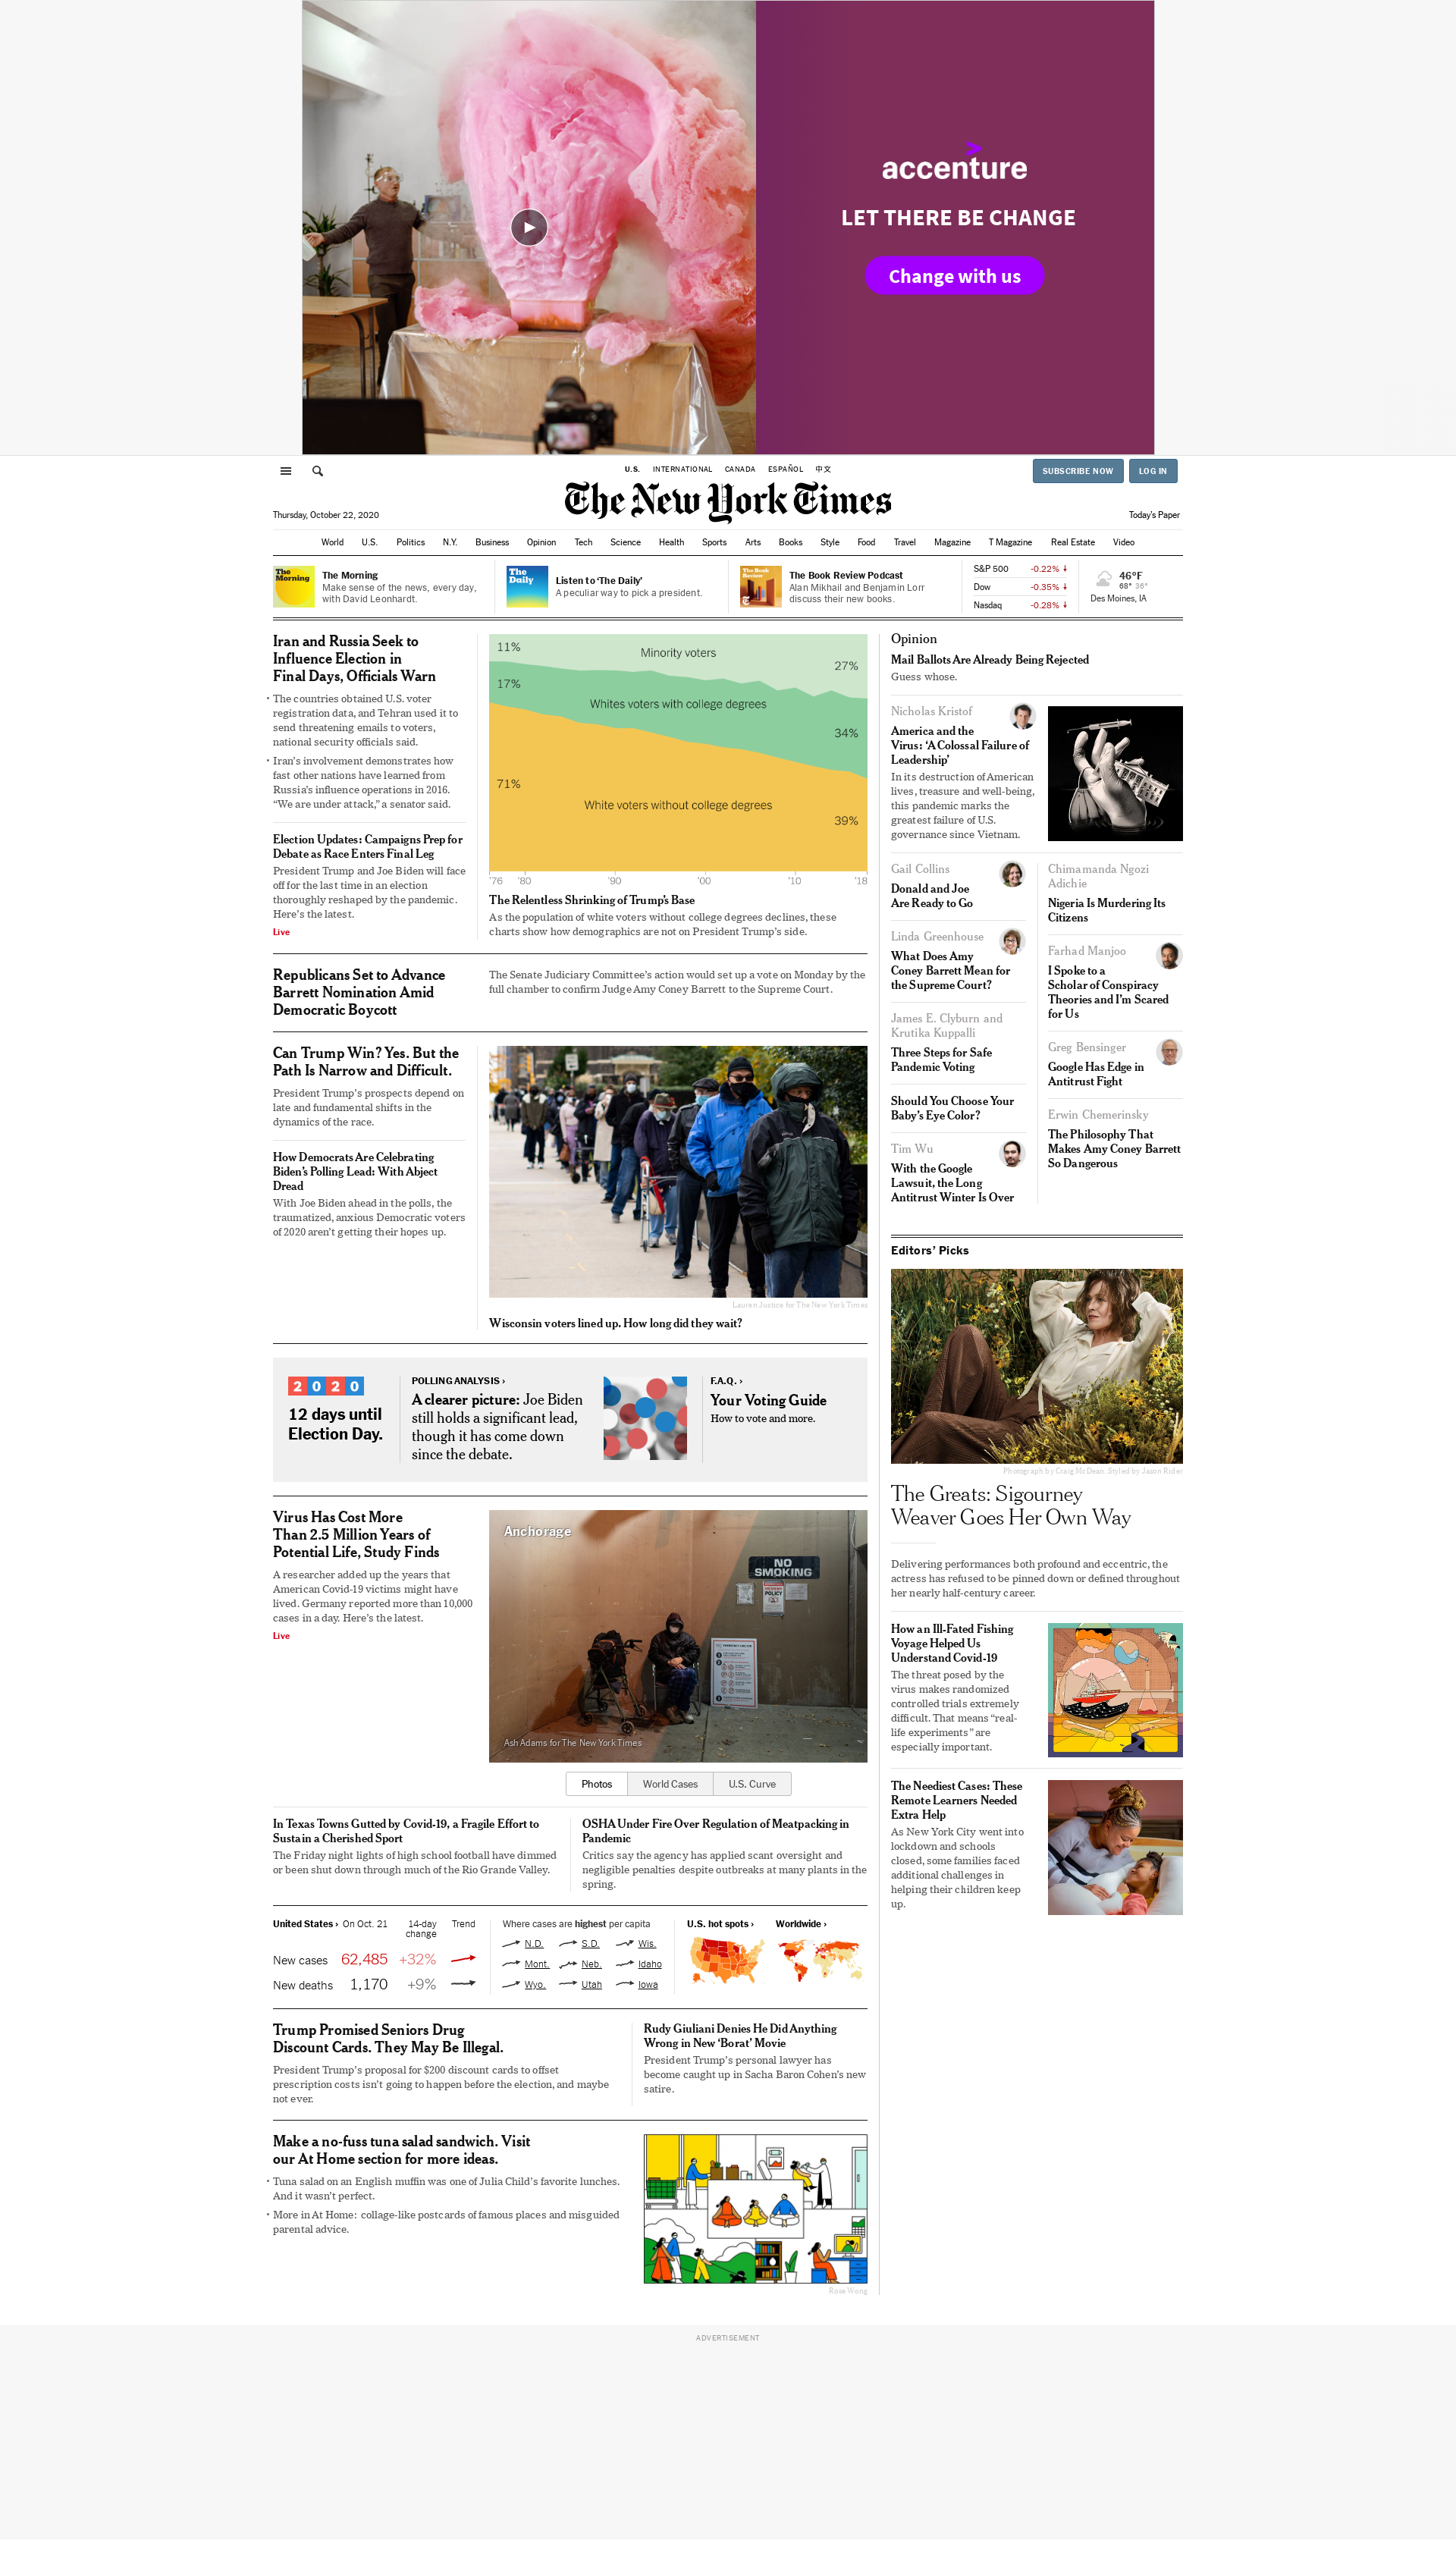 accenture
LET THERE BE CHANGE
Change with us
U.S. INTERNATIONAL CANADA ESPAÑOL 中文
SUBSCRIBE NOW LOG IN
The New York Times
Thursday, October 22, 2020
Today's Paper
World U.S. Politics N.Y. Business Opinion Tech Science Health Sports Arts Books Style Food Travel Magazine T Magazine Real Estate Video
The Morning
The Morning
Make sense of the news, every day,
with David Leonhardt.
The Daily
Listen to ‘The Daily’
A peculiar way to pick a president.
The Book Review
The Book Review Podcast
Alan Mikhail and Benjamin Lorr
discuss their new books.
S&P 500 -0.22% ↓
Dow -0.35% ↓
Nasdaq -0.28% ↓
46°F
68° 36°
Des Moines, IA
Iran and Russia Seek to
Influence Election in
Final Days, Officials Warn
• The countries obtained U.S. voter
registration data, and Tehran used it to
send threatening emails to voters,
national security officials said.
• Iran’s involvement demonstrates how
fast other nations have learned from
Russia’s influence operations in 2016.
“We are under attack,” a senator said.
Election Updates: Campaigns Prep for
Debate as Race Enters Final Leg
President Trump and Joe Biden will face
off for the last time in an election
thoroughly reshaped by the pandemic.
Here’s the latest.
Live
11%
Minority voters
27%
17%
Whites voters with college degrees
34%
71%
White voters without college degrees
39%
’76 ’80 ’90 ’00 ’10 ’18
The Relentless Shrinking of Trump’s Base
As the population of white voters without college degrees declines, these
charts show how demographics are not on President Trump’s side.
Republicans Set to Advance
Barrett Nomination Amid
Democratic Boycott
The Senate Judiciary Committee’s action would set up a vote on Monday by the
full chamber to confirm Judge Amy Coney Barrett to the Supreme Court.
Can Trump Win? Yes. But the
Path Is Narrow and Difficult.
President Trump’s prospects depend on
late and fundamental shifts in the
dynamics of the race.
How Democrats Are Celebrating
Biden’s Polling Lead: With Abject
Dread
With Joe Biden ahead in the polls, the
traumatized, anxious Democratic voters
of 2020 aren’t getting their hopes up.
Lauren Justice for The New York Times
Wisconsin voters lined up. How long did they wait?
2020
12 days until
Election Day.
POLLING ANALYSIS ›
A clearer picture: Joe Biden
still holds a significant lead,
though it has come down
since the debate.
F.A.Q. ›
Your Voting Guide
How to vote and more.
Virus Has Cost More
Than 2.5 Million Years of
Potential Life, Study Finds
A researcher added up the years that
American Covid-19 victims might have
lived. Germany reported more than 10,000
cases in a day. Here’s the latest.
Live
Anchorage
NO
SMOKING
POLICY
Ash Adams for The New York Times
Photos World Cases U.S. Curve
In Texas Towns Gutted by Covid-19, a Fragile Effort to
Sustain a Cherished Sport
The Friday night lights of high school football have dimmed
or been shut down through much of the Rio Grande Valley.
OSHA Under Fire Over Regulation of Meatpacking in
Pandemic
Critics say the agency has applied scant oversight and
negligible penalties despite outbreaks at many plants in the
spring.
United States › On Oct. 21 14-day Trend
change
New cases 62,485 +32%
New deaths 1,170 +9%
Where cases are highest per capita
N.D. S.D. Wis.
Mont. Neb. Idaho
Wyo. Utah Iowa
U.S. hot spots › Worldwide ›
Trump Promised Seniors Drug
Discount Cards. They May Be Illegal.
President Trump’s proposal for $200 discount cards to offset
prescription costs isn’t going to happen before the election, and maybe
not ever.
Rudy Giuliani Denies He Did Anything
Wrong in New ‘Borat’ Movie
President Trump’s personal lawyer has
become caught up in Sacha Baron Cohen’s new
satire.
Make a no-fuss tuna salad sandwich. Visit
our At Home section for more ideas.
• Tuna salad on an English muffin was one of Julia Child’s favorite lunches.
And it wasn’t perfect.
• More in At Home: collage-like postcards of famous places and misguided
parental advice.
Rose Wong
Opinion
Mail Ballots Are Already Being Rejected
Guess whose.
Nicholas Kristof
America and the
Virus: ‘A Colossal Failure of
Leadership’
In its destruction of American
lives, treasure and well-being,
this pandemic marks the
greatest failure of U.S.
governance since Vietnam.
Gail Collins
Donald and Joe
Are Ready to Go
Linda Greenhouse
What Does Amy
Coney Barrett Mean for
the Supreme Court?
James E. Clyburn and
Krutika Kuppalli
Three Steps for Safe
Pandemic Voting
Should You Choose Your
Baby’s Eye Color?
Tim Wu
With the Google
Lawsuit, the Long
Antitrust Winter Is Over
Chimamanda Ngozi
Adichie
Nigeria Is Murdering Its
Citizens
Farhad Manjoo
I Spoke to a
Scholar of Conspiracy
Theories and I’m Scared
for Us
Greg Bensinger
Google Has Edge in
Antitrust Fight
Erwin Chemerinsky
The Philosophy That
Makes Amy Coney Barrett
So Dangerous
Editors’ Picks
Photograph by Craig McDean. Styled by Jason Rider
The Greats: Sigourney
Weaver Goes Her Own Way
Delivering performances both profound and eccentric, the
actress has refused to be pinned down or defined throughout
her nearly half-century career.
How an Ill-Fated Fishing
Voyage Helped Us
Understand Covid-19
The threat posed by the
virus makes randomized
controlled trials extremely
difficult. That means “real-
life experiments” are
especially important.
The Neediest Cases: These
Remote Learners Needed
Extra Help
As New York City went into
lockdown and schools
closed, some families faced
additional challenges in
helping their children keep
up.
ADVERTISEMENT